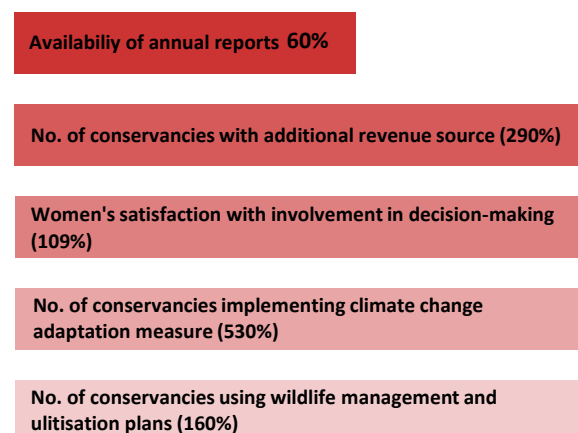 Availabiliy of annual reports 60%
No. of conservancies with additional revenue source (290%)
Women's satisfaction with involvement in decision-making
(109%)
No. of conservancies implementing climate change
adaptation measure (530%)
No. of conservancies using wildlife management and
ulitisation plans (160%)